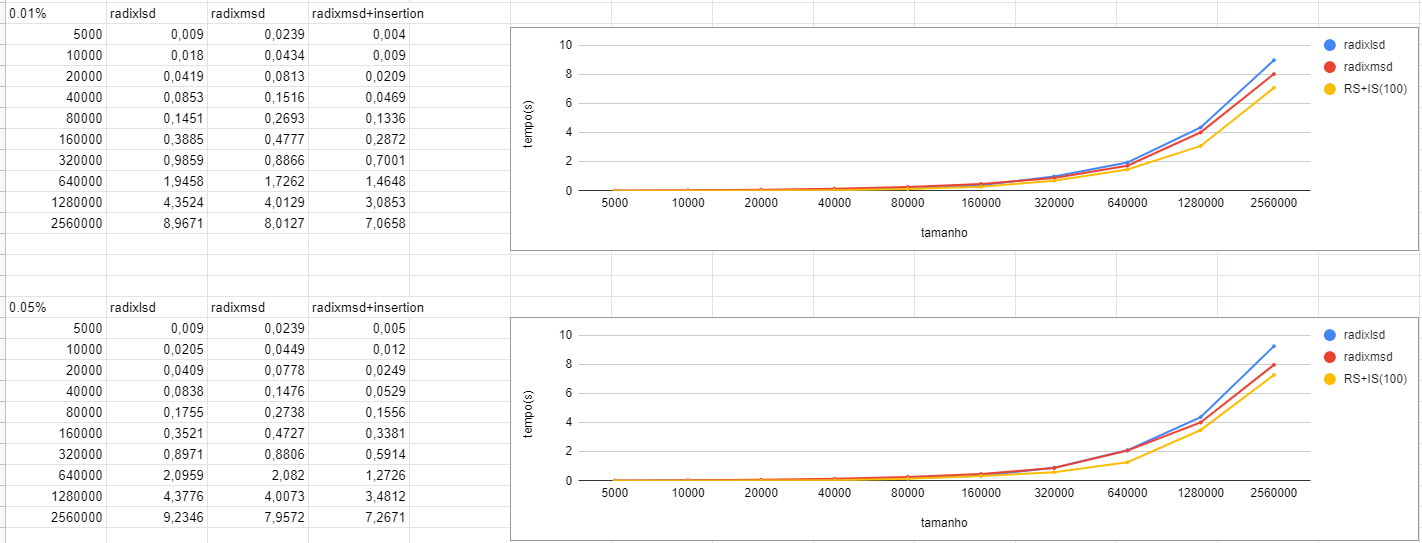 0.01% radixlsd radixmsd radixmsd+insertion
5000 0,009 0,0239 0,004
10000 0,018 0,0434 0,009
20000 0,0419 0,0813 0,0209
40000 0,0853 0,1516 0,0469
80000 0,1451 0,2693 0,1336
160000 0,3885 0,4777 0,2872
320000 0,9859 0,8866 0,7001
640000 1,9458 1,7262 1,4648
1280000 4,3524 4,0129 3,0853
2560000 8,9671 8,0127 7,0658
tempo(s)
10
8
6
4
2
0
5000 10000 20000 40000 80000 160000 320000 640000 1280000 2560000
tamanho
radixlsd
radixmsd
RS+IS(100)
0.05% radixlsd radixmsd radixmsd+insertion
5000 0,009 0,0239 0,005
10000 0,0205 0,0449 0,012
20000 0,0409 0,0778 0,0249
40000 0,0838 0,1476 0,0529
80000 0,1755 0,2738 0,1556
160000 0,3521 0,4727 0,3381
320000 0,8971 0,8806 0,5914
640000 2,0959 2,082 1,2726
1280000 4,3776 4,0073 3,4812
2560000 9,2346 7,9572 7,2671
tempo(s)
10
8
6
4
2
0
5000 10000 20000 40000 80000 160000 320000 640000 1280000 2560000
tamanho
radixlsd
radixmsd
RS+IS(100)